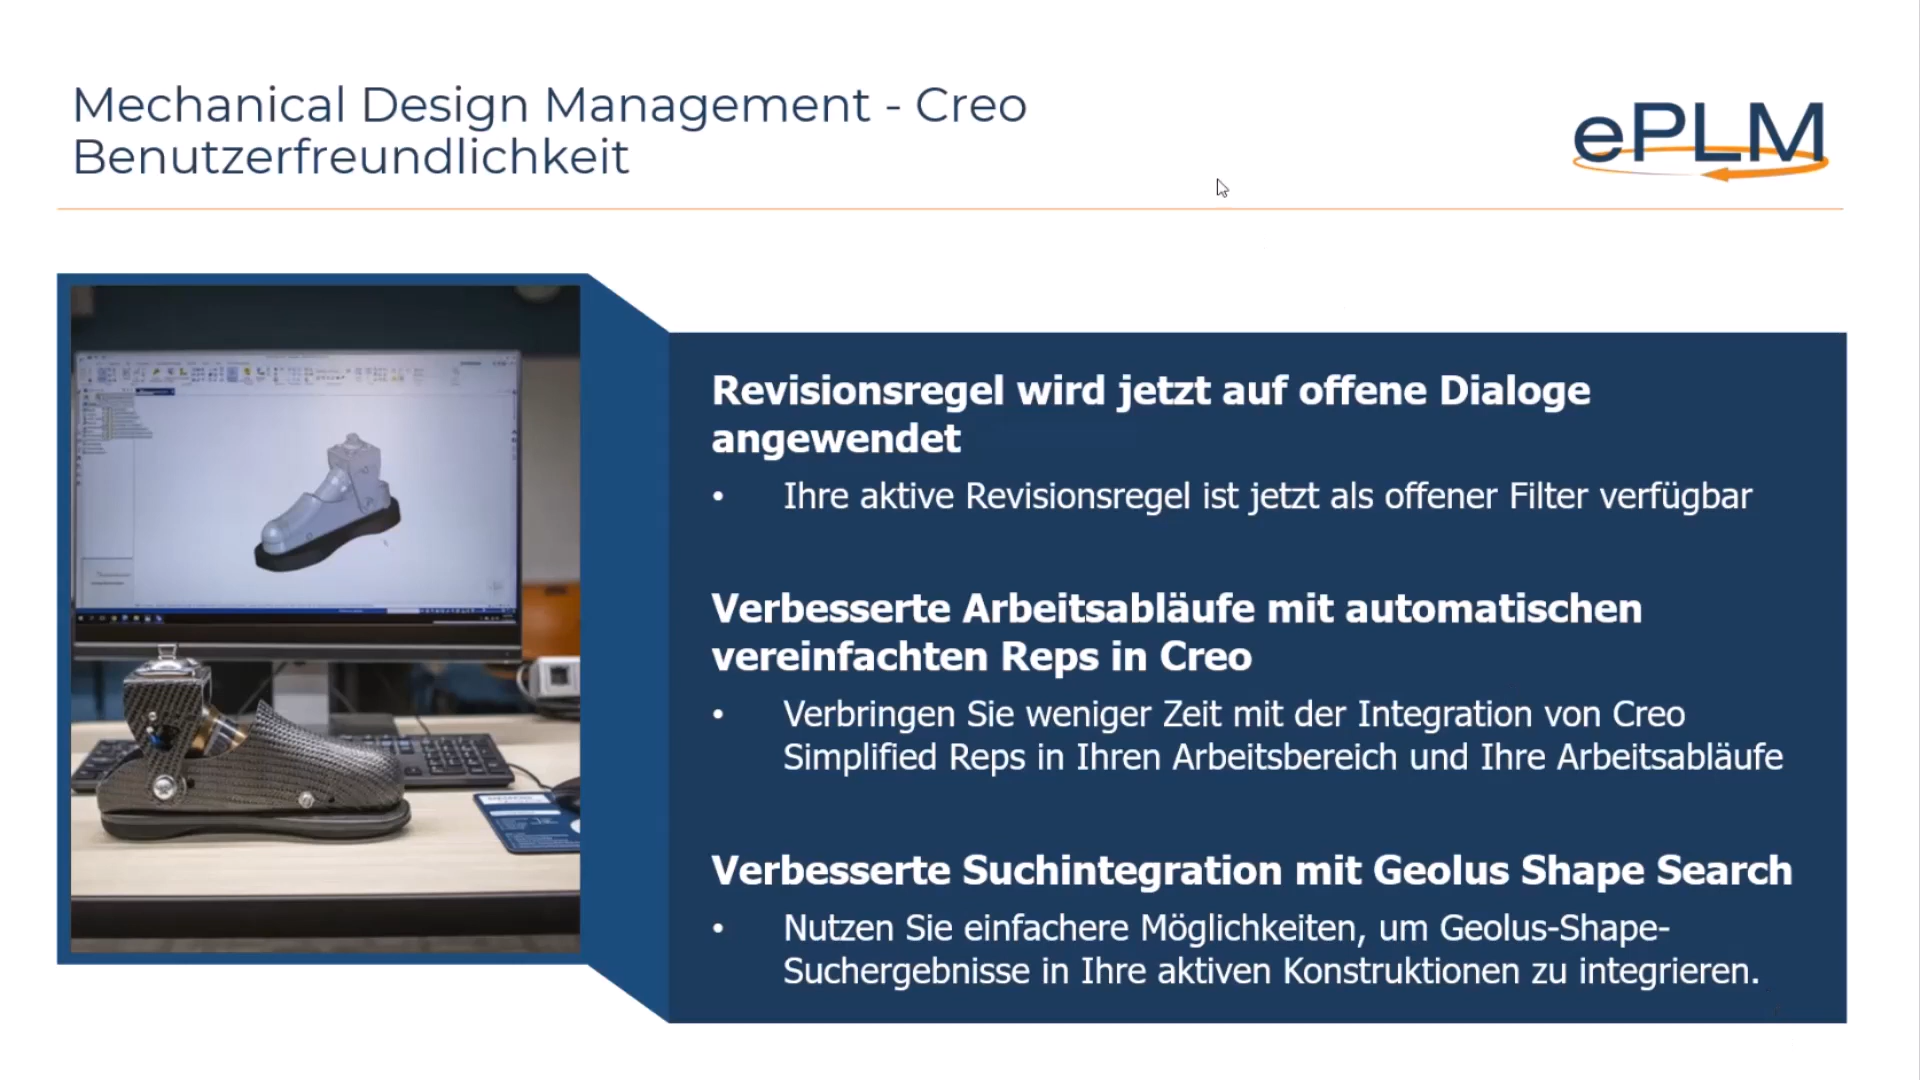 Mechanical Design Management - Creo
Benutzerfreundlichkeit
ePLM
Revisionsregel wird jetzt auf offene Dialoge
angewendet
• Ihre aktive Revisionsregel ist jetzt als offener Filter verfügbar
Verbesserte Arbeitsabläufe mit automatischen
vereinfachten Reps in Creo
• Verbringen Sie weniger Zeit mit der Integration von Creo
Simplified Reps in Ihren Arbeitsbereich und Ihre Arbeitsabläufe
Verbesserte Suchintegration mit Geolus Shape Search
• Nutzen Sie einfachere Möglichkeiten, um Geolus-Shape-
Suchergebnisse in Ihre aktiven Konstruktionen zu integrieren.